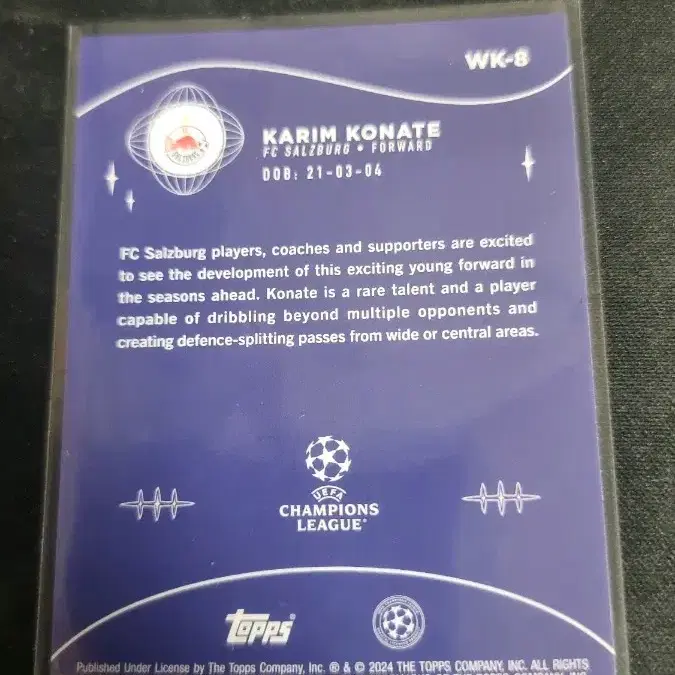 WK-8
KARIM KONATE
FC SALZBURG • FORWARD
DOB: 21-03-04
FC Salzburg players, coaches and supporters are excited
to see the development of this exciting young forward in
the seasons ahead. Konate is a rare talent and a player
capable of dribbling beyond multiple opponents and
creating defence-splitting passes from wide or central areas.
UEFA
CHAMPIONS
LEAGUE®
topps®
Published Under License by The Topps Company, Inc. ® & © 2024 THE TOPPS COMPANY, INC. ALL RIGHTS